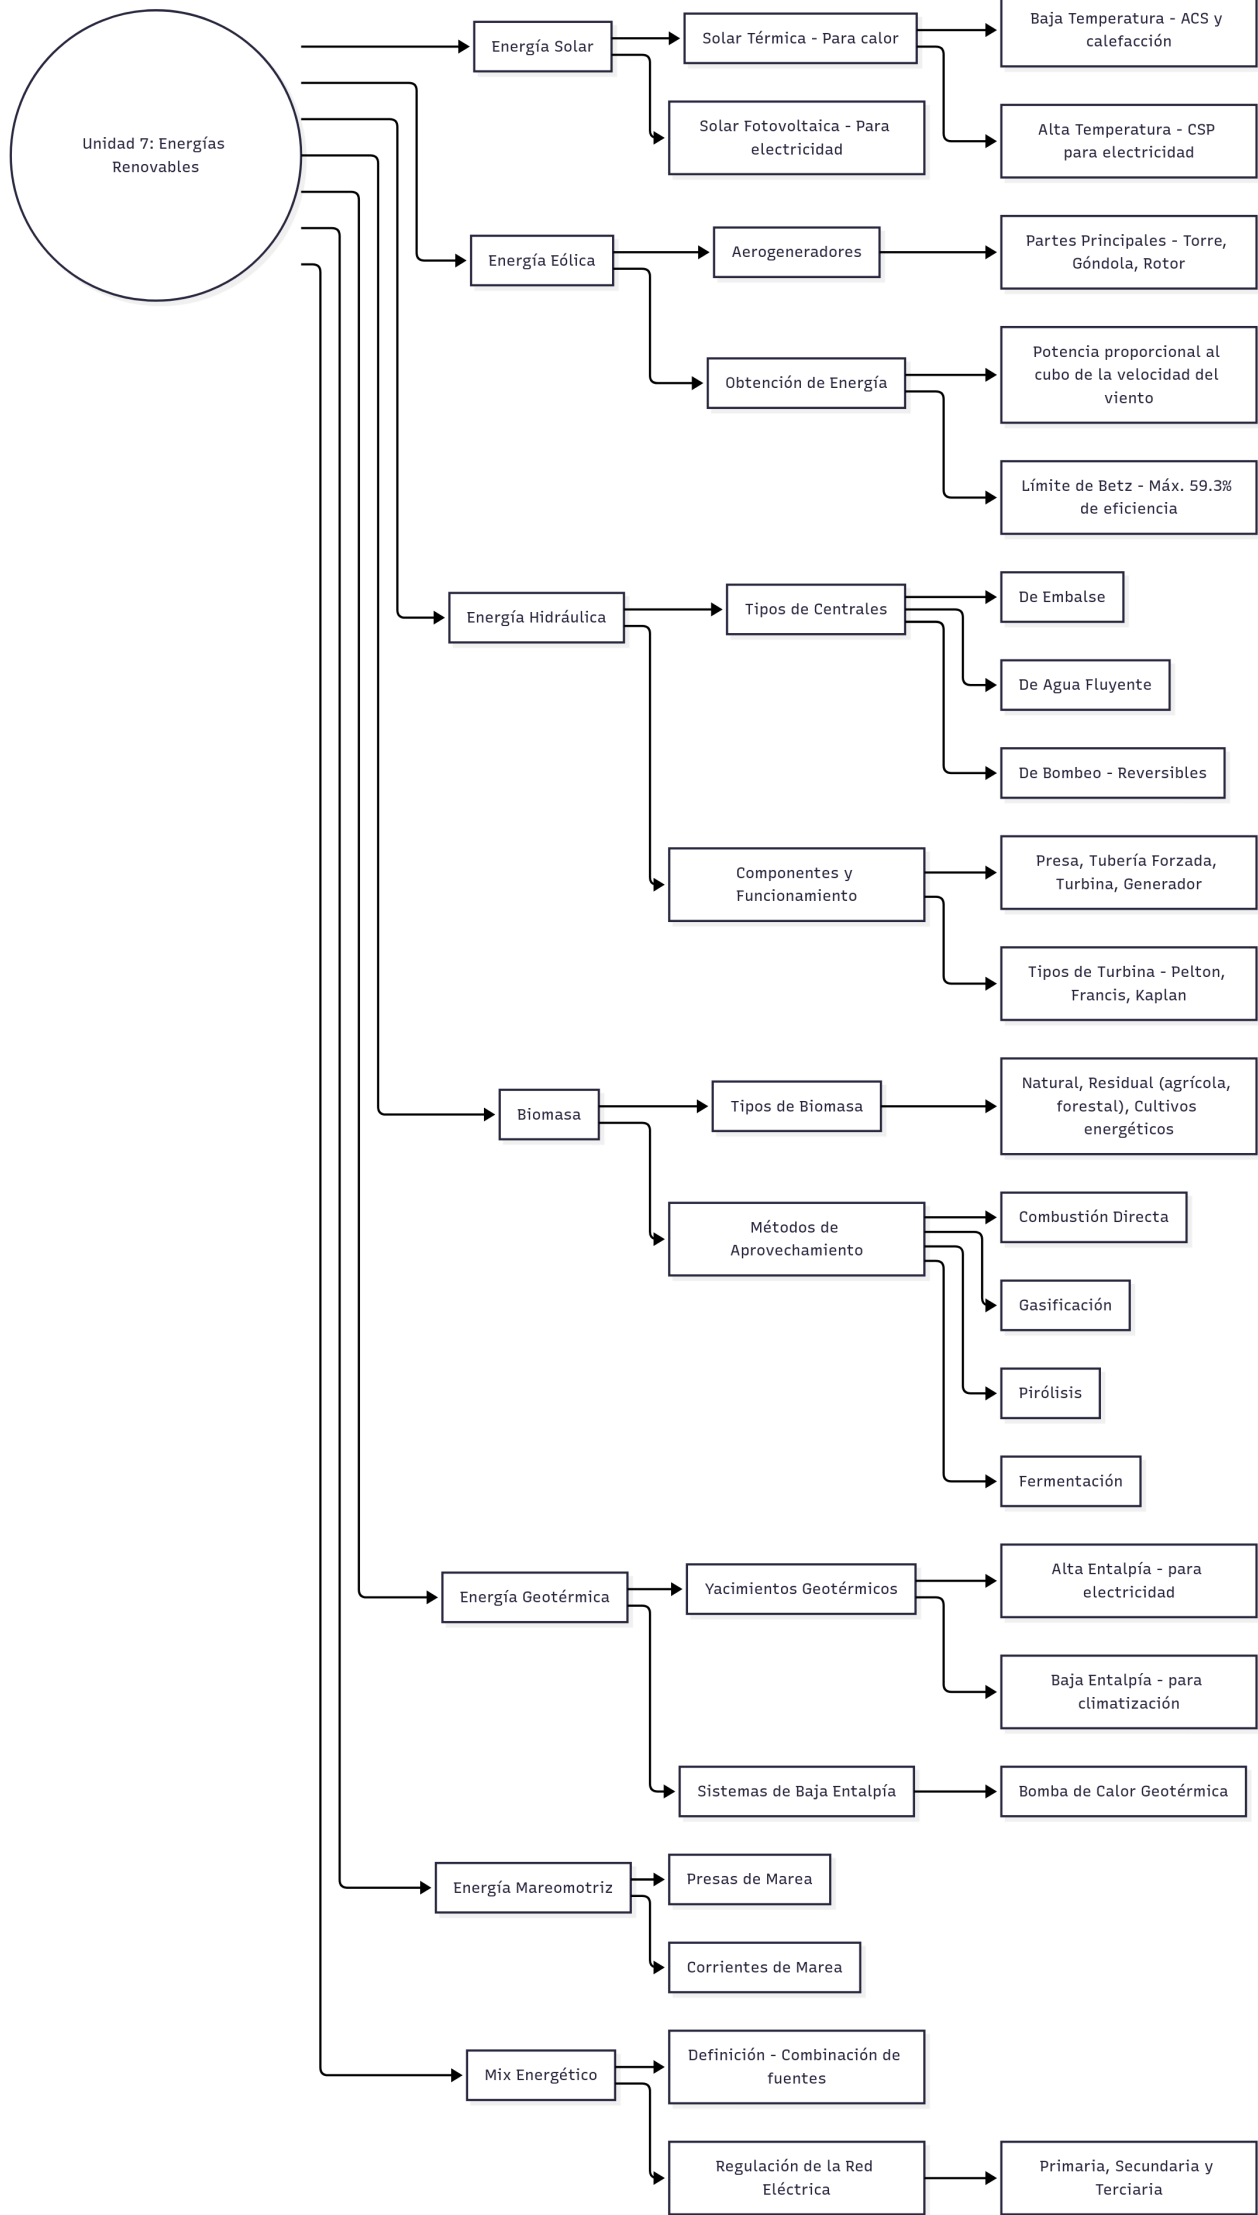 Unidad 7: Energías
Renovables
Energía Solar
Solar Térmica - Para calor
Baja Temperatura - ACS y
calefacción
Alta Temperatura - CSP
para electricidad
Solar Fotovoltaica - Para
electricidad
Energía Eólica
Aerogeneradores
Partes Principales - Torre,
Góndola, Rotor
Obtención de Energía
Potencia proporcional al
cubo de la velocidad del
viento
Límite de Betz - Máx. 59.3%
de eficiencia
Energía Hidráulica
Tipos de Centrales
De Embalse
De Agua Fluyente
De Bombeo - Reversibles
Componentes y
Funcionamiento
Presa, Tubería Forzada,
Turbina, Generador
Tipos de Turbina - Pelton,
Francis, Kaplan
Biomasa
Tipos de Biomasa
Natural, Residual (agrícola,
forestal), Cultivos
energéticos
Métodos de
Aprovechamiento
Combustión Directa
Gasificación
Pirólisis
Fermentación
Energía Geotérmica
Yacimientos Geotérmicos
Alta Entalpía - para
electricidad
Baja Entalpía - para
climatización
Sistemas de Baja Entalpía
Bomba de Calor Geotérmica
Energía Mareomotriz
Presas de Marea
Corrientes de Marea
Mix Energético
Definición - Combinación de
fuentes
Regulación de la Red
Eléctrica
Primaria, Secundaria y
Terciaria